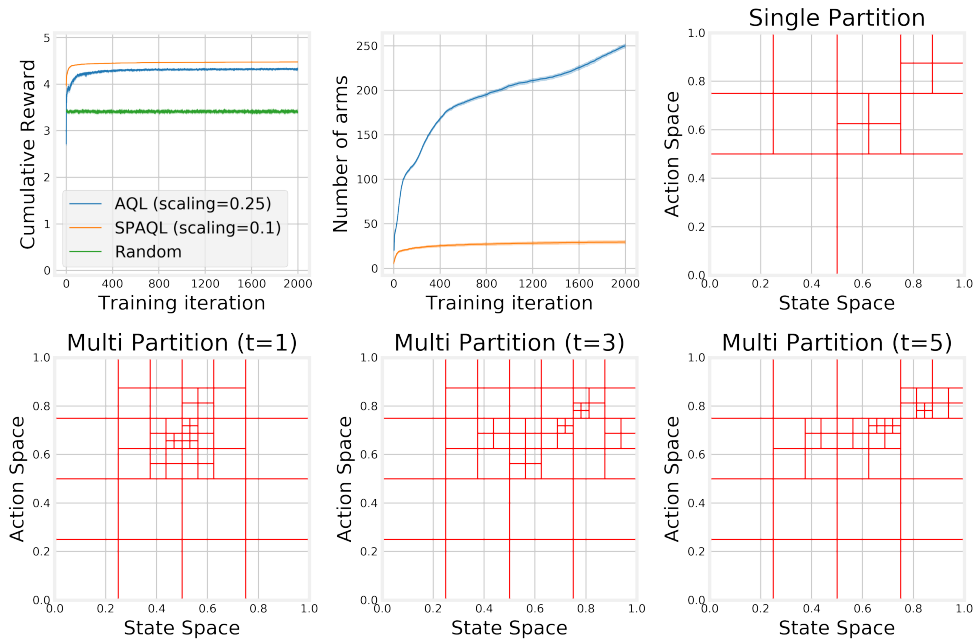 Cumulative Reward
5
4
3
2
1
0
AQL (scaling=0.25)
SPAQL (scaling=0.1)
Random
0 400 800 1200 1600 2000
Training iteration
Number of arms
250
200
150
100
50
0
0 400 800 1200 1600 2000
Training iteration
Single Partition
Action Space
1.0
0.8
0.6
0.4
0.2
0.0
0.0 0.2 0.4 0.6 0.8 1.0
State Space
Multi Partition (t=1)
Action Space
1.0
0.8
0.6
0.4
0.2
0.0
0.0 0.2 0.4 0.6 0.8 1.0
State Space
Multi Partition (t=3)
Action Space
1.0
0.8
0.6
0.4
0.2
0.0
0.0 0.2 0.4 0.6 0.8 1.0
State Space
Multi Partition (t=5)
Action Space
1.0
0.8
0.6
0.4
0.2
0.0
0.0 0.2 0.4 0.6 0.8 1.0
State Space